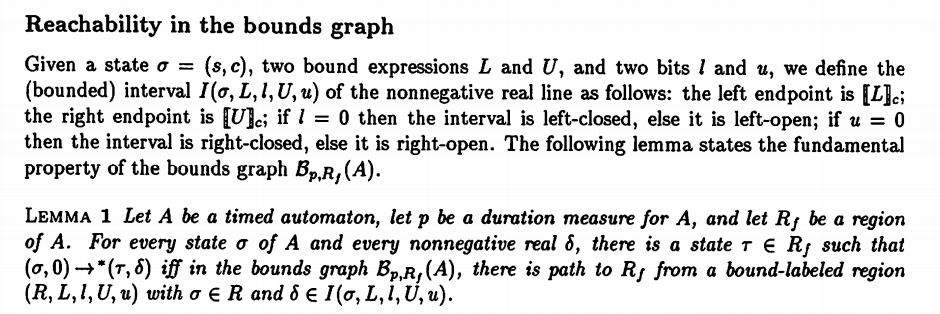 Reachability in the bounds graph
Given a state σ = (s, c), two bound expressions L and U, and two bits l and u, we define the
(bounded) interval I(σ, L, l, U, u) of the nonnegative real line as follows: the left endpoint is ⟦L⟧c;
the right endpoint is ⟦U⟧c; if l = 0 then the interval is left-closed, else it is left-open; if u = 0
then the interval is right-closed, else it is right-open. The following lemma states the fundamental
property of the bounds graph Bp,Rf(A).
LEMMA 1 Let A be a timed automaton, let p be a duration measure for A, and let Rf be a region
of A. For every state σ of A and every nonnegative real δ, there is a state τ ∈ Rf such that
(σ, 0) →*(τ, δ) iff in the bounds graph Bp,Rf(A), there is path to Rf from a bound-labeled region
(R, L, l, U, u) with σ ∈ R and δ ∈ I(σ, L, l, U, u).